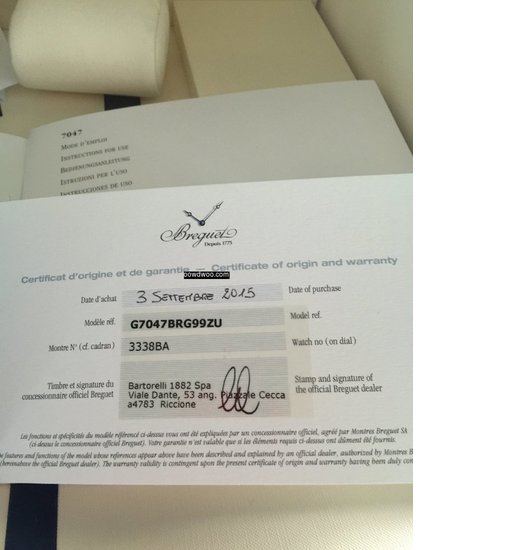 7047
MODE D'EMPLOI
INSTRUCTIONS FOR USE
BEDIENUNGSANLEITUNG
ISTRUZIONI PER L'USO
INSTRUCCIONES DE USO
Breguet
Depuis 1775
Certificat d'origine et de garantie — Certificate of origin and warranty
bowdwoo.com
Date d'achat 3 SETTEMBRE 2015 Date of purchase
Modèle réf. G7047BRG99ZU Model ref.
Montre N° (cf. cadran) 3338BA Watch no (on dial)
Timbre et signature du concessionnaire officiel Breguet
Bartorelli 1882 Spa
Viale Dante, 53 ang. Piazzale Cecca
a4783 Riccione
Stamp and signature of the official Breguet dealer
Les fonctions et spécificités du modèle référencé ci-dessus vous ont été expliquées par un concessionnaire officiel, agréé par Montres Breguet SA
(ci-dessus le concessionnaire officiel Breguet). Votre garantie n'est valable que si les éléments requis ci-dessus ont dûment été fournis.
e features and functions of the model whose references appear above have been described and explained by an official dealer, authorized by Montres B
(hereinabove the official Breguet dealer). The warranty validity is contingent upon the present certificate of origin and warranty having been duly con